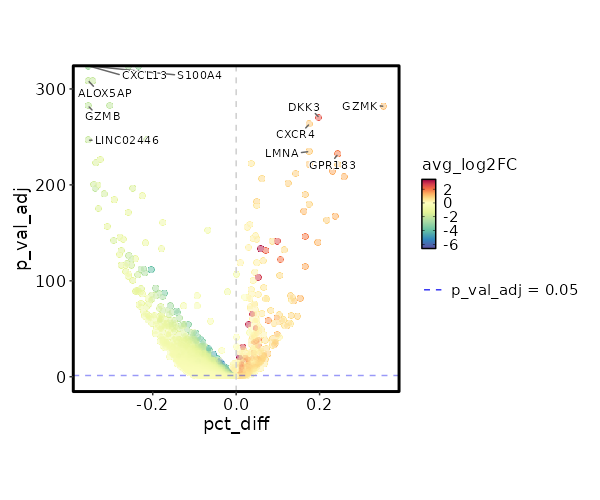 CXCL13 S100A4
ALOX5AP
GZMB
LINC02446
DKK3
GZMK
CXCR4
LMNA
GPR183
300
200
100
0
-0.2 0.0 0.2
pct_diff
p_val_adj
avg_log2FC
2
0
-2
-4
-6
p_val_adj = 0.05